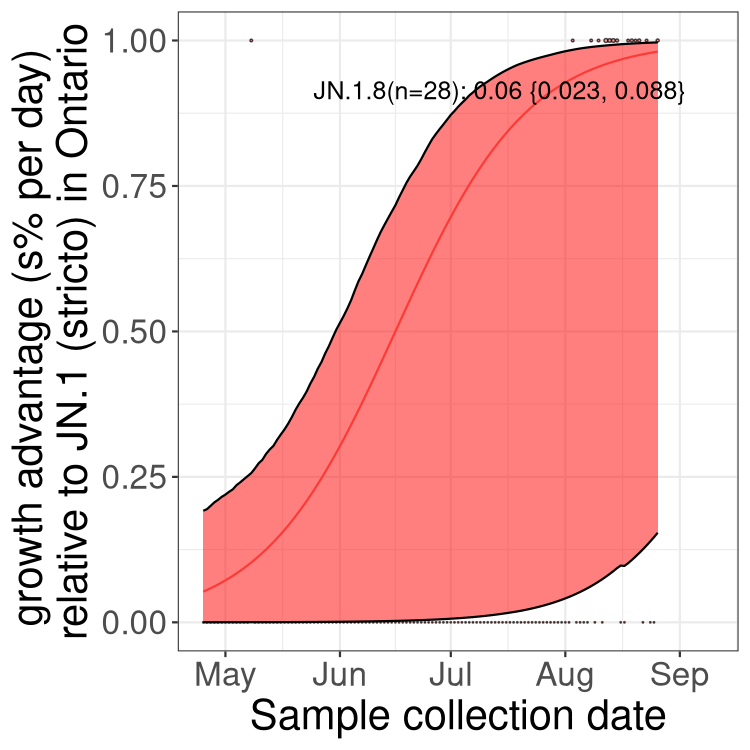 growth advantage (s% per day)
relative to JN.1 (stricto) in Ontario
1.00
0.75
0.50
0.25
0.00
JN.1.8(n=28): 0.06 {0.023, 0.088}
May Jun Jul Aug Sep
Sample collection date